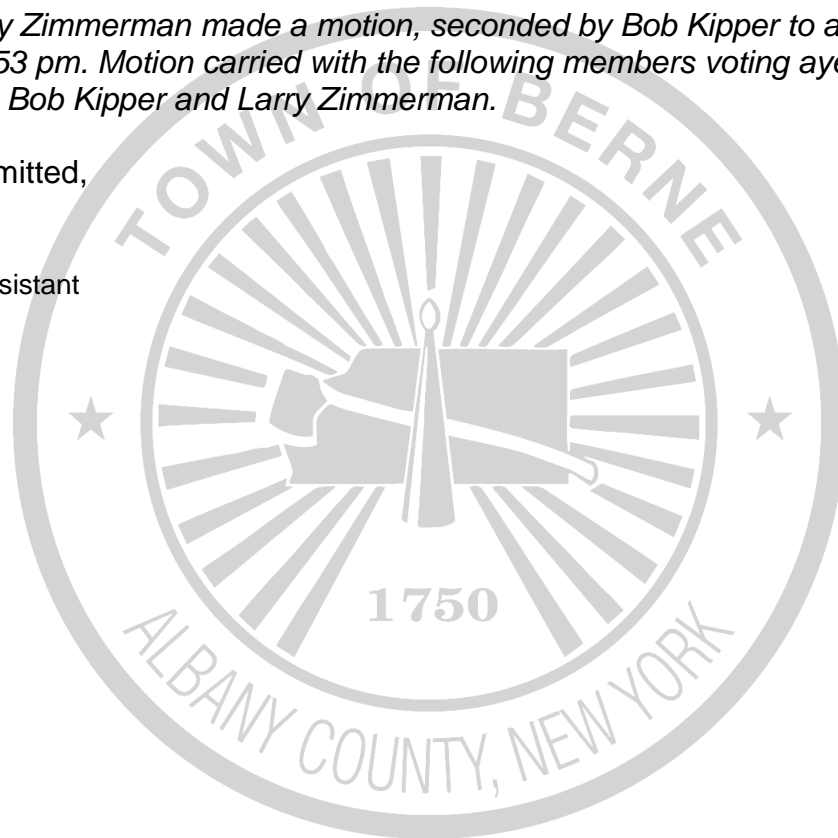 y Zimmerman made a motion, seconded by Bob Kipper to a
53 pm. Motion carried with the following members voting aye
Bob Kipper and Larry Zimmerman.
mitted,
sistant
TOWN OF BERNE
1750
ALBANY COUNTY, NEW YORK